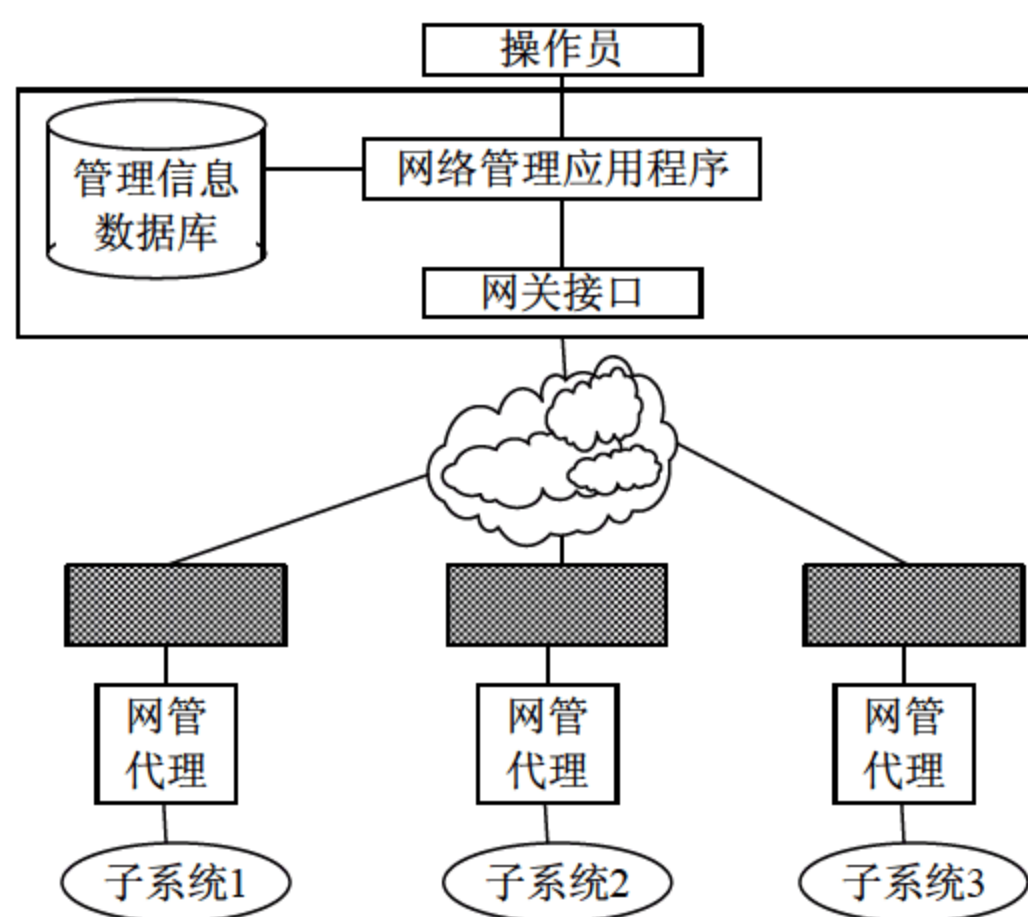 操作员
管理信息
数据库
网络管理应用程序
网关接口
网管
代理
网管
代理
网管
代理
子系统1
子系统2
子系统3